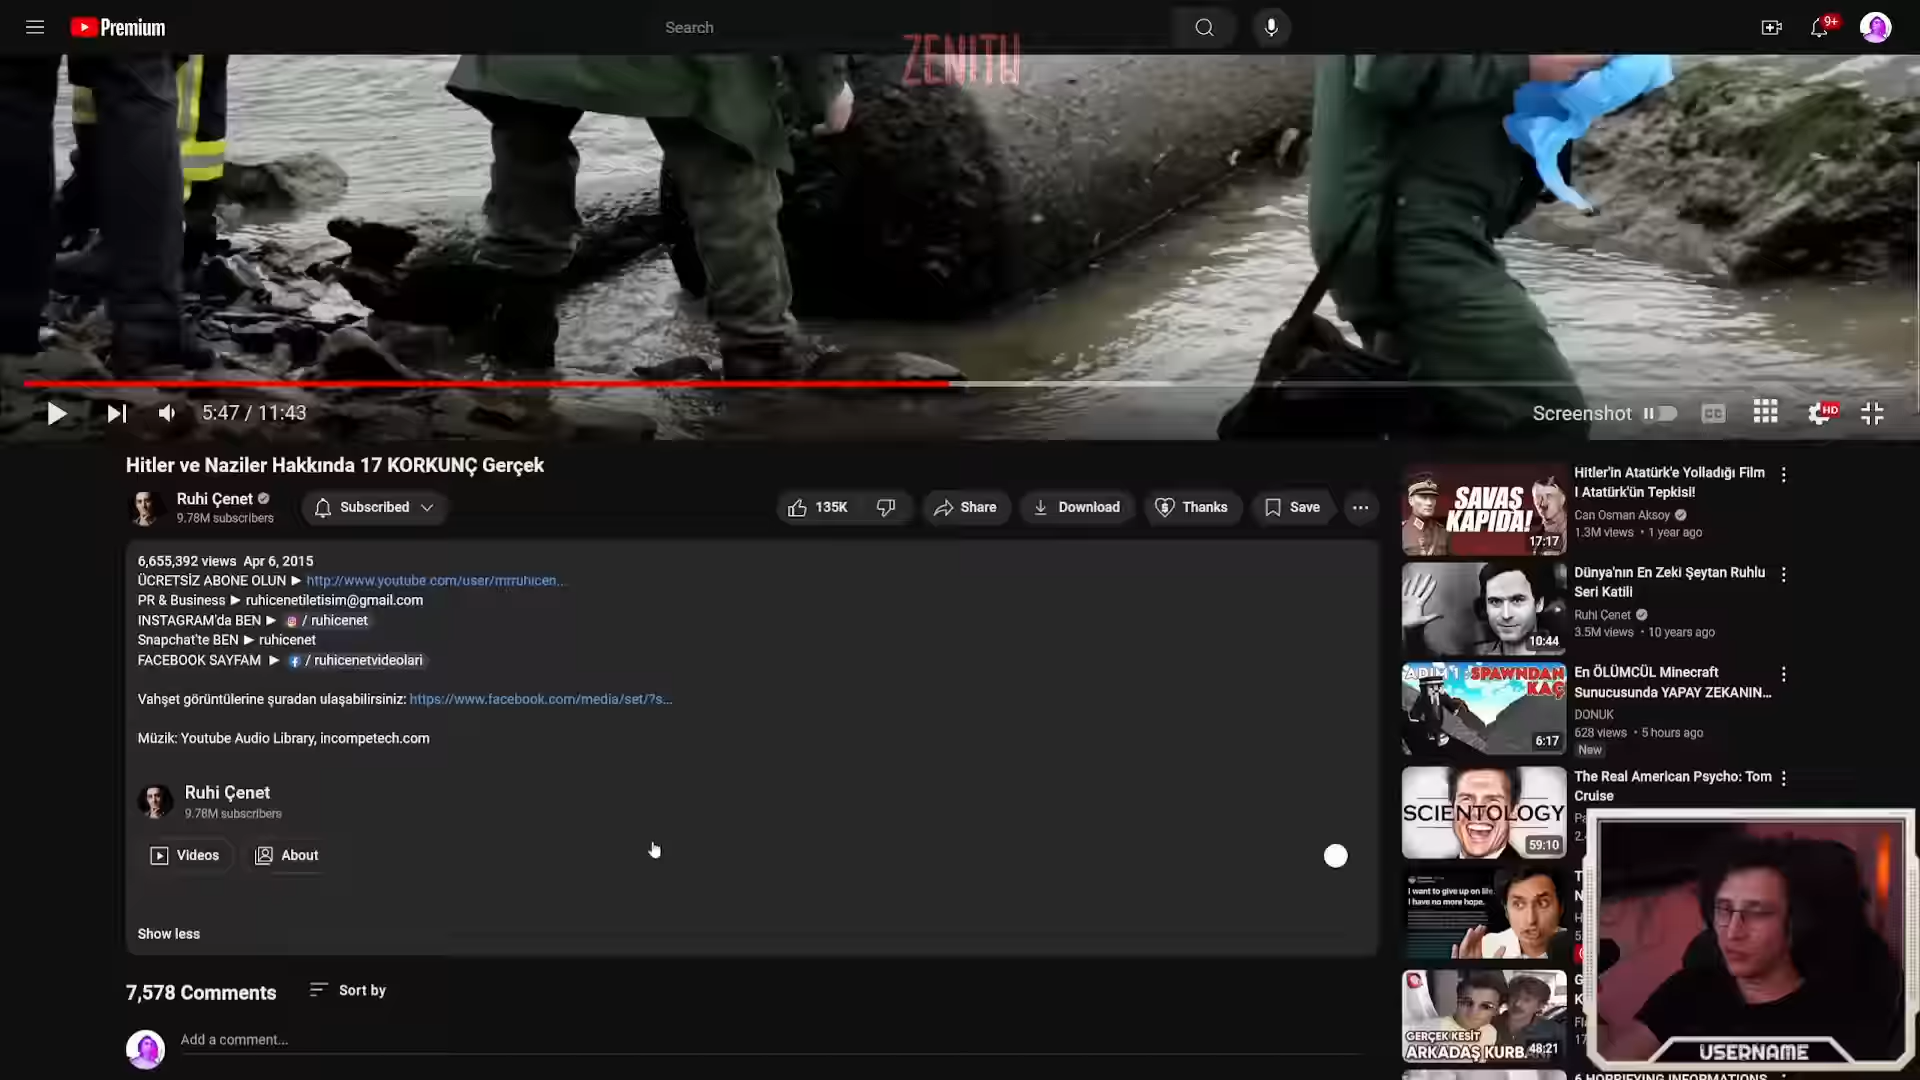 Premium
Search
9+
ZENITH
5:47 / 11:43
Screenshot
CC
HD
Hitler ve Naziler Hakkında 17 KORKUNÇ Gerçek
Ruhi Çenet
9.78M subscribers
Subscribed
135K
Share
Download
Thanks
Save
6,655,392 views Apr 6, 2015
ÜCRETSİZ ABONE OLUN ► http://www.youtube.com/user/mrruhicen...
PR & Business ► ruhicenetiletisim@gmail.com
INSTAGRAM'da BEN ► / ruhicenet
Snapchat'te BEN ► ruhicenet
FACEBOOK SAYFAM ► / ruhicenetvideolari
Vahşet görüntülerine şuradan ulaşabilirsiniz: https://www.facebook.com/media/set/?s...
Müzik: Youtube Audio Library, incompetech.com
Ruhi Çenet
9.78M subscribers
Videos
About
Show less
7,578 Comments
Sort by
Add a comment...
SAVAŞ
KAPIDA!
17:17
Hitler'in Atatürk'e Yolladığı Film
I Atatürk'ün Tepkisi!
Can Osman Aksoy
1.3M views • 1 year ago
10:44
Dünya'nın En Zeki Şeytan Ruhlu
Seri Katili
Ruhi Çenet
3.5M views • 10 years ago
ADIM 1: SPAWNDAN
KAÇ
6:17
En ÖLÜMCÜL Minecraft
Sunucusunda YAPAY ZEKANIN...
DONUK
628 views • 5 hours ago
New
SCIENTOLOGY
59:10
The Real American Psycho: Tom
Cruise
I want to give up on life.
I have no more hope.
GERÇEK KESİT
ARKADAŞ KURB
48:21
6 HORRIFYING INFORMATIONS
USERNAME